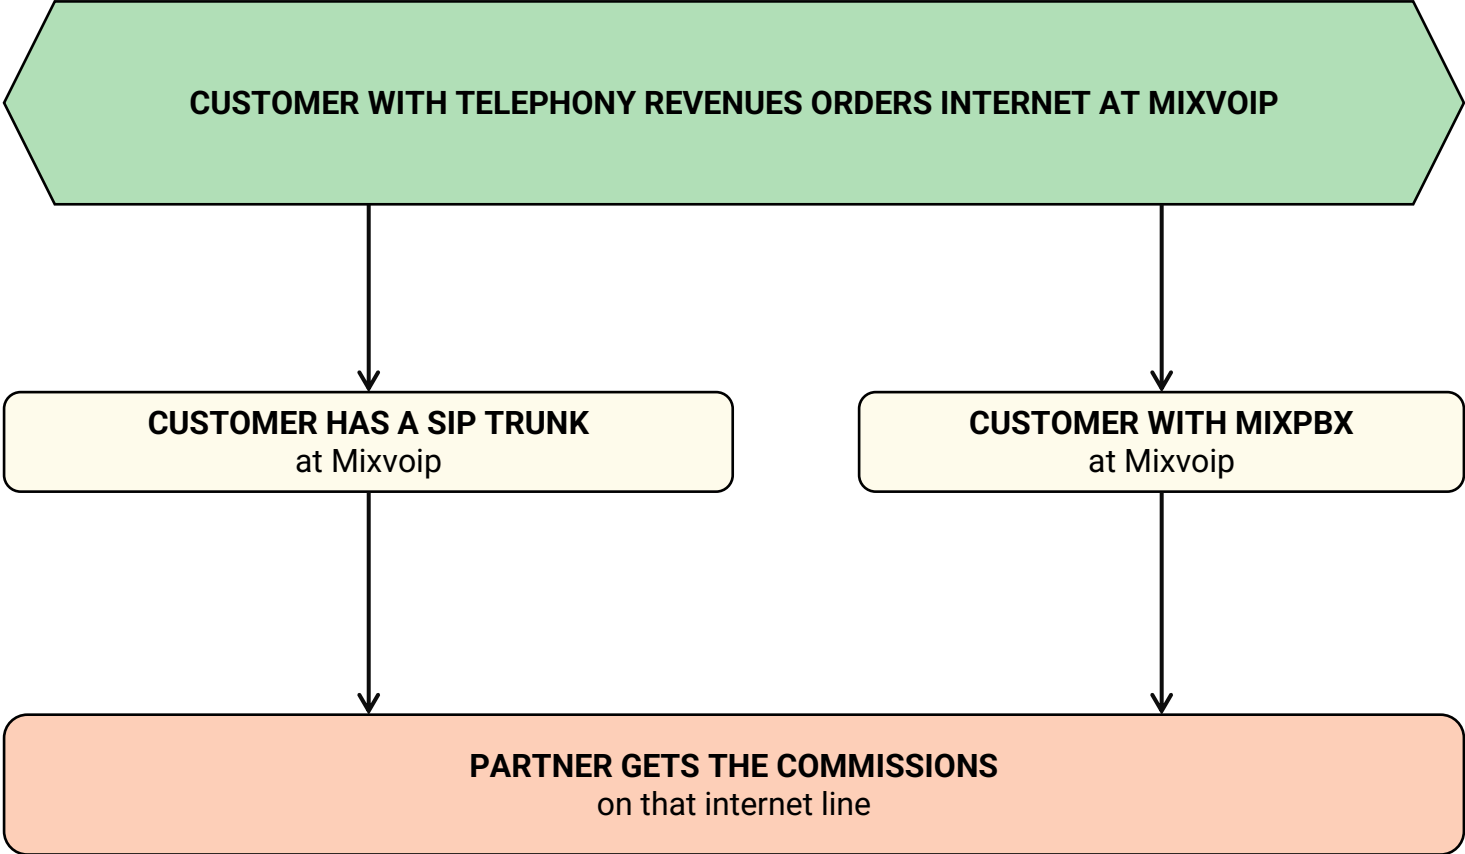 CUSTOMER WITH TELEPHONY REVENUES ORDERS INTERNET AT MIXVOIP
CUSTOMER HAS A SIP TRUNK
at Mixvoip
CUSTOMER WITH MIXPBX
at Mixvoip
PARTNER GETS THE COMMISSIONS
on that internet line